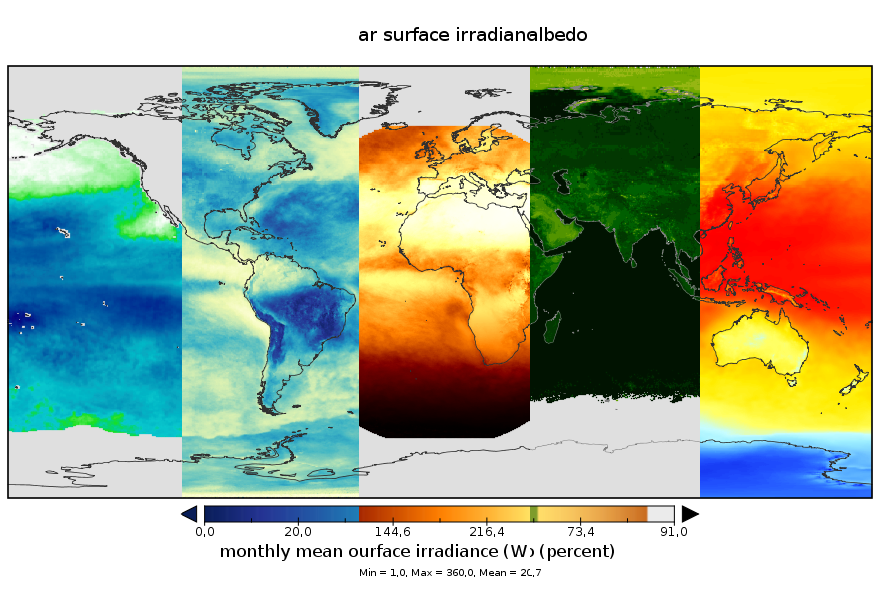 ar surface irradianalbedo
0,0 20,0 144,6 216,4 73,4 91,0
monthly mean ourface irradiance (W) (percent)
Min = 1,0, Max = 360,0, Mean = 20,7